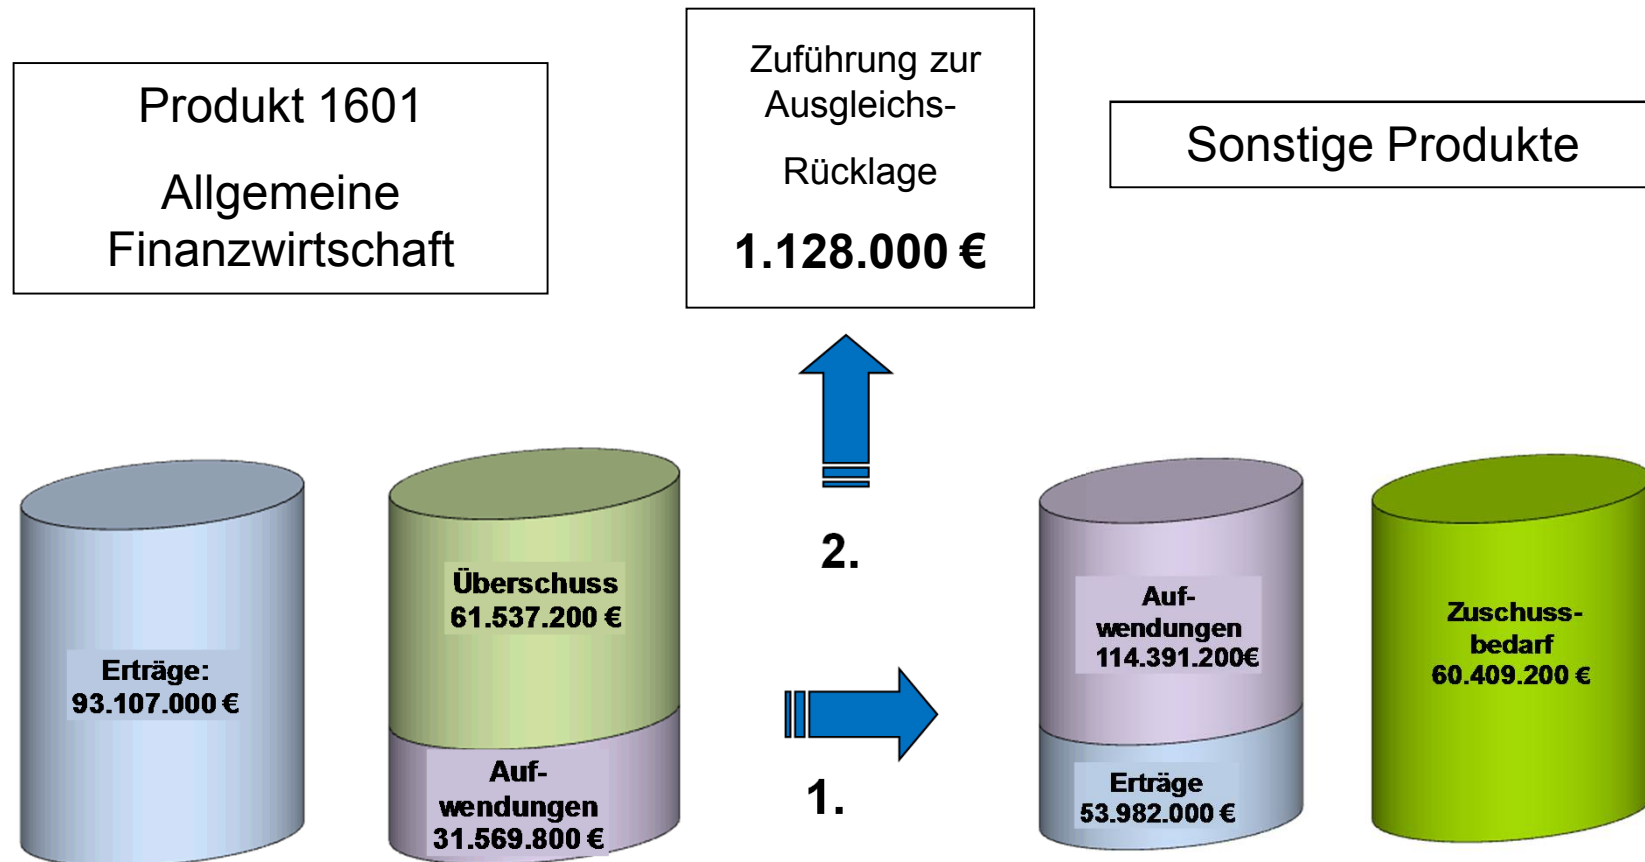 Produkt 1601
Allgemeine
Finanzwirtschaft
Zuführung zur
Ausgleichs-
Rücklage
1.128.000 €
Sonstige Produkte
Erträge:
93.107.000 €
Überschuss
61.537.200 €
Auf-
wendungen
31.569.800 €
2.
1.
Auf-
wendungen
114.391.200€
Erträge
53.982.000 €
Zuschuss-
bedarf
60.409.200 €